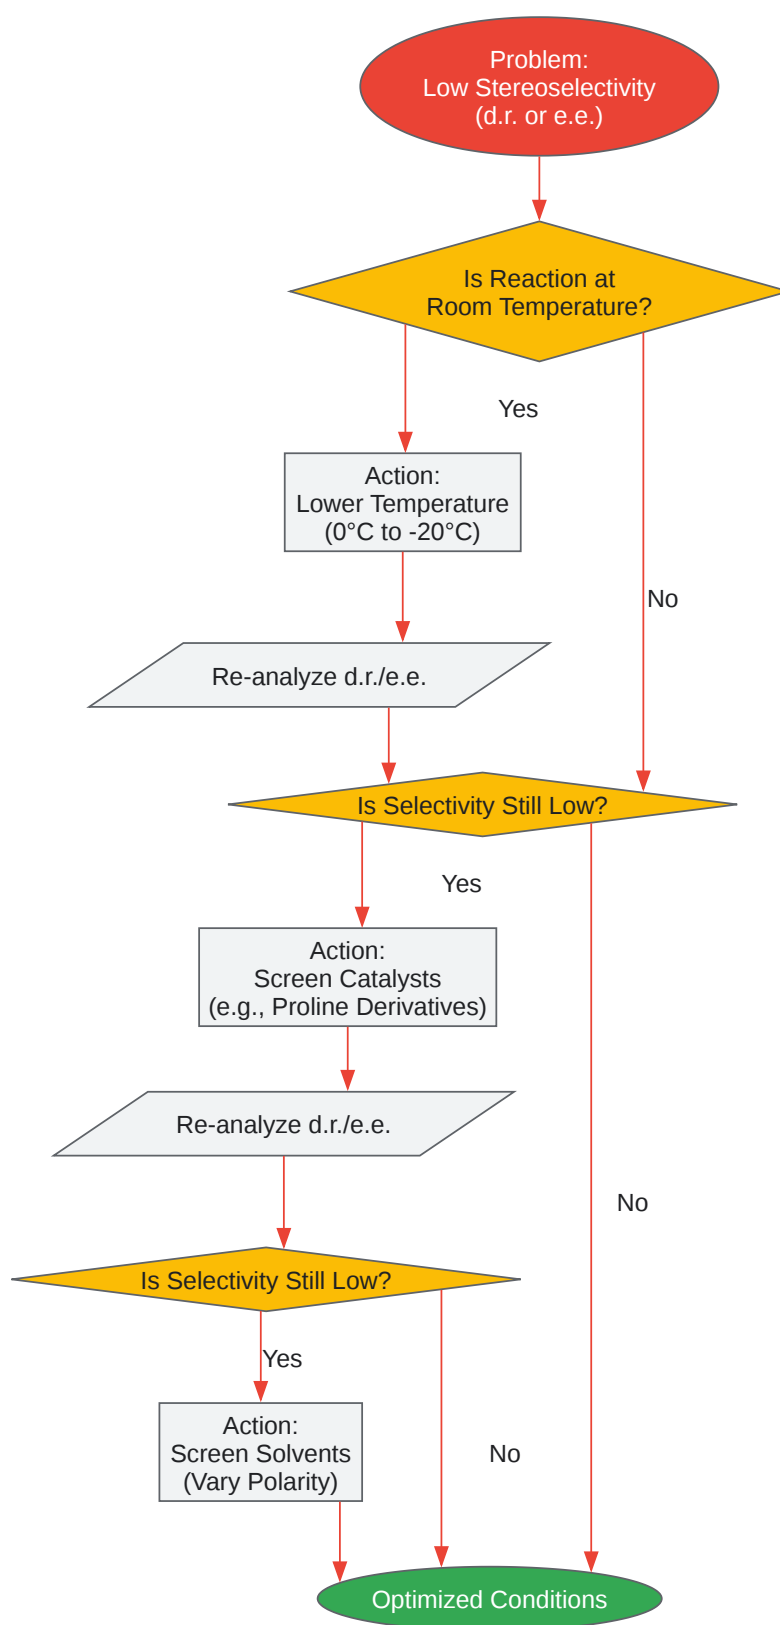 Problem:
Low Stereoselectivity
(d.r. or e.e.)
Is Reaction at
Room Temperature?
Yes
Action:
Lower Temperature
(0°C to -20°C)
No
Re-analyze d.r./e.e.
Is Selectivity Still Low?
Yes
Action:
Screen Catalysts
(e.g., Proline Derivatives)
Re-analyze d.r./e.e.
No
Is Selectivity Still Low?
Yes
Action:
Screen Solvents
(Vary Polarity)
No
Optimized Conditions